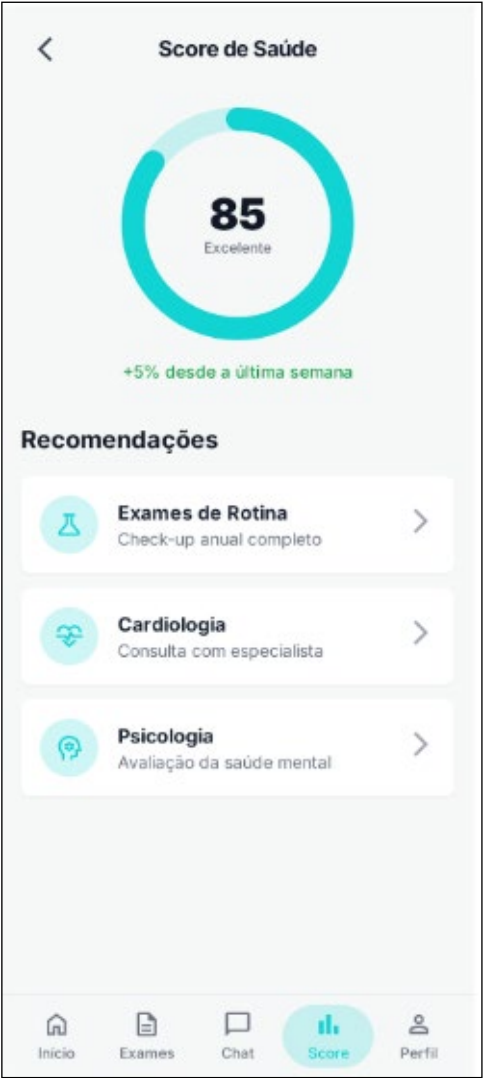 Score de Saúde
85
Excelente
+5% desde a última semana
Recomendações
Exames de Rotina
Check-up anual completo
Cardiologia
Consulta com especialista
Psicologia
Avaliação da saúde mental
Início
Exames
Chat
Score
Perfil